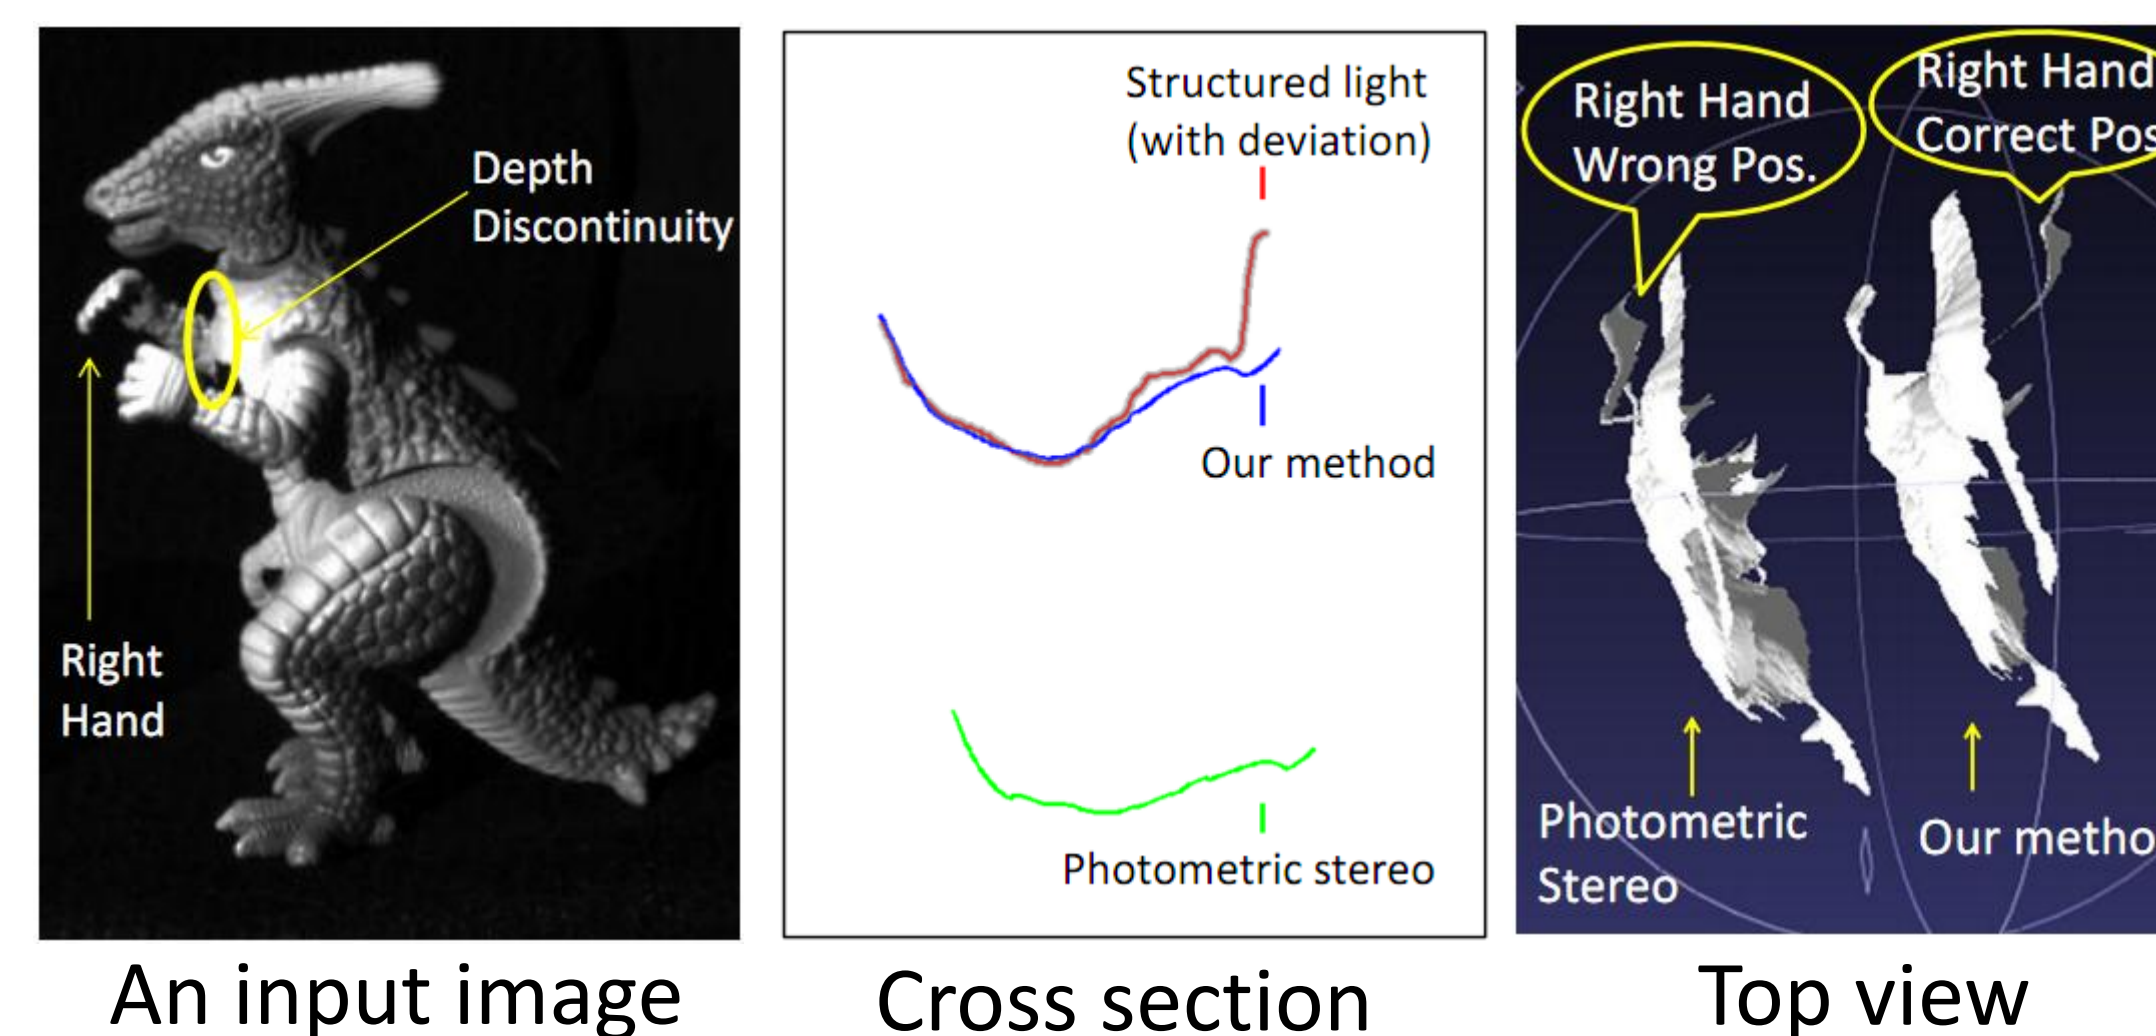 Depth
Discontinuity
Right
Hand
An input image
Structured light
(with deviation)
Our method
Photometric stereo
Cross section
Right Hand
Wrong Pos.
Right Hand
Correct Pos
Photometric
Stereo
Our metho
Top view